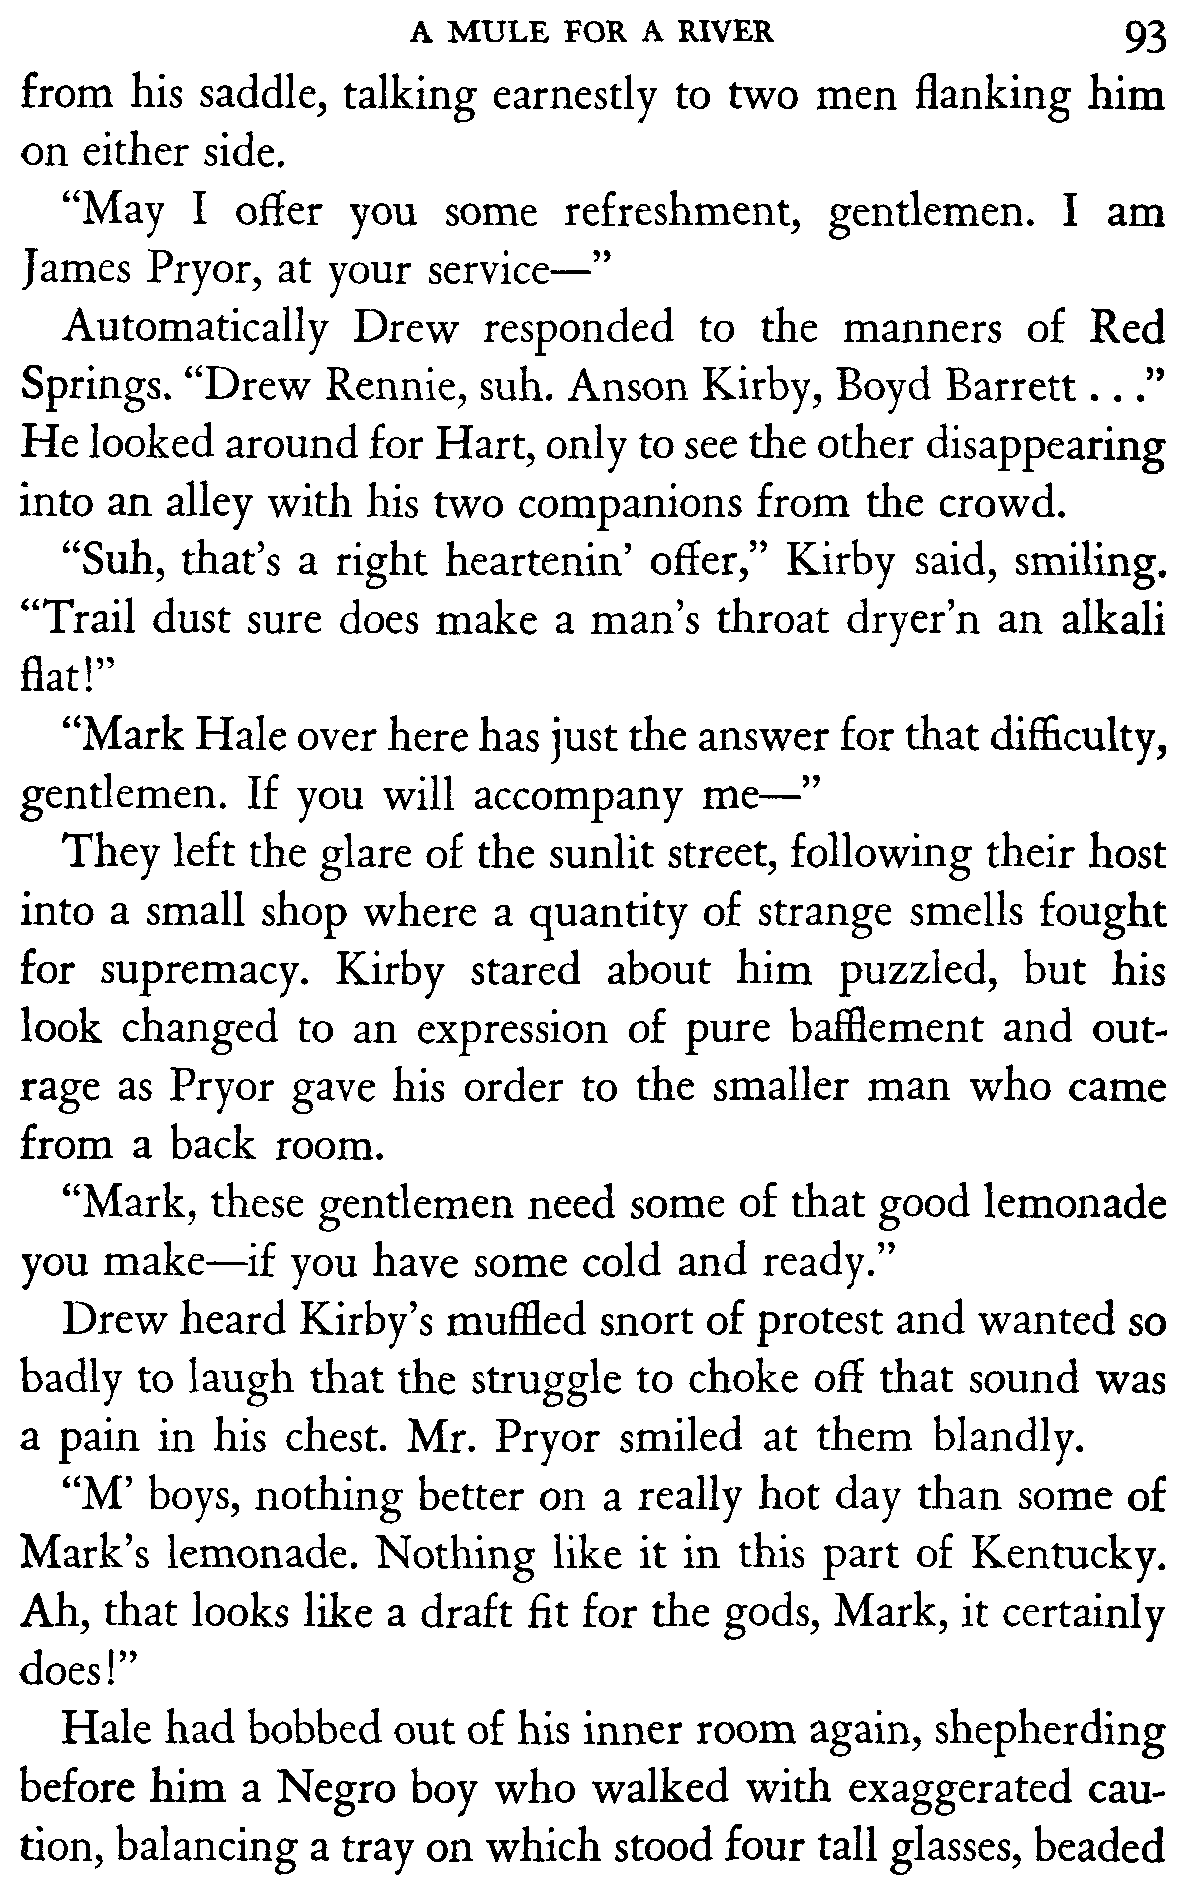 A MULE FOR A RIVER 93
from his saddle, talking earnestly to two men flanking him
on either side.
“May I offer you some refreshment, gentlemen. I am
James Pryor, at your service—”
Automatically Drew responded to the manners of Red
Springs. “Drew Rennie, suh. Anson Kirby, Boyd Barrett . . .”
He looked around for Hart, only to see the other disappearing
into an alley with his two companions from the crowd.
“Suh, that’s a right heartenin’ offer,” Kirby said, smiling.
“Trail dust sure does make a man’s throat dryer’n an alkali
flat!”
“Mark Hale over here has just the answer for that difficulty,
gentlemen. If you will accompany me—”
They left the glare of the sunlit street, following their host
into a small shop where a quantity of strange smells fought
for supremacy. Kirby stared about him puzzled, but his
look changed to an expression of pure bafflement and out-
rage as Pryor gave his order to the smaller man who came
from a back room.
“Mark, these gentlemen need some of that good lemonade
you make—if you have some cold and ready.”
Drew heard Kirby’s muffled snort of protest and wanted so
badly to laugh that the struggle to choke off that sound was
a pain in his chest. Mr. Pryor smiled at them blandly.
“M’ boys, nothing better on a really hot day than some of
Mark’s lemonade. Nothing like it in this part of Kentucky.
Ah, that looks like a draft fit for the gods, Mark, it certainly
does!”
Hale had bobbed out of his inner room again, shepherding
before him a Negro boy who walked with exaggerated cau-
tion, balancing a tray on which stood four tall glasses, beaded